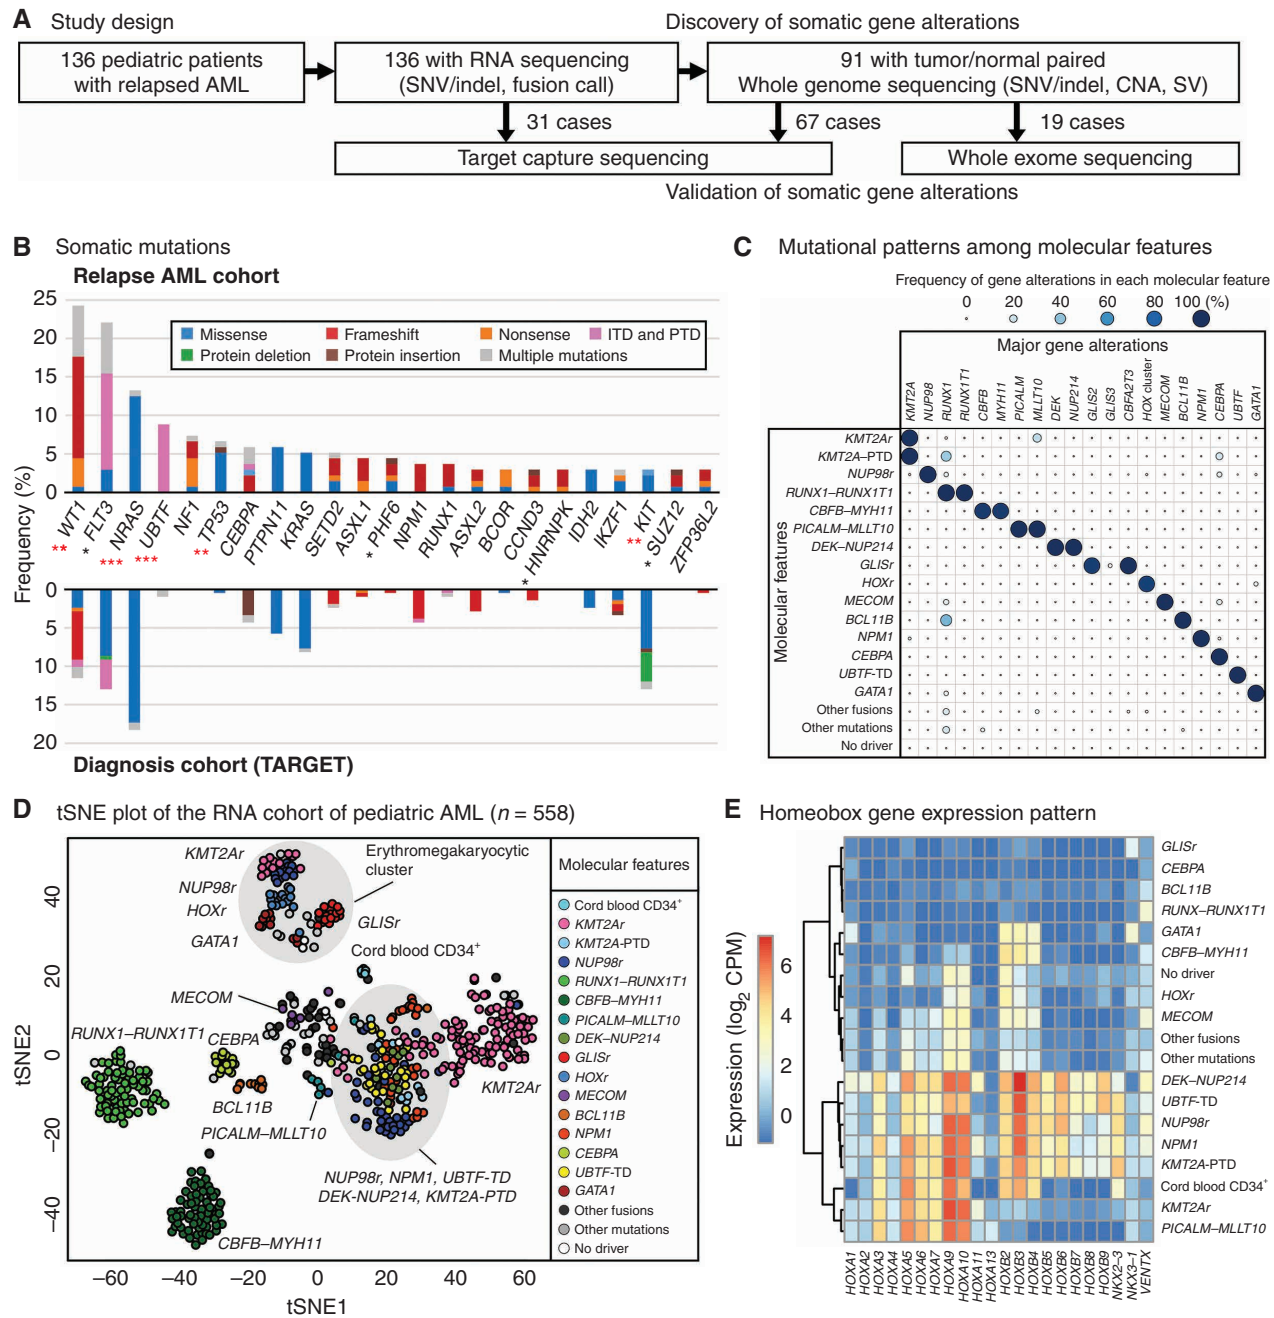 A Study design
Discovery of somatic gene alterations
136 pediatric patients
with relapsed AML
136 with RNA sequencing
(SNV/indel, fusion call)
91 with tumor/normal paired
Whole genome sequencing (SNV/indel, CNA, SV)
31 cases
67 cases
19 cases
Target capture sequencing
Whole exome sequencing
Validation of somatic gene alterations
B Somatic mutations
Relapse AML cohort
25
20
15
10
5
0
Missense
Frameshift
Nonsense
ITD and PTD
Protein deletion
Protein insertion
Multiple mutations
Frequency (%)
** WT1
* FLT3
*** NRAS
*** UBTF
NF1
** TP53
CEBPA
PTPN11
KRAS
SETD2
ASXL1
* PHF6
NPM1
RUNX1
ASXL2
BCOR
CCND3
* HNRNPK
IDH2
IKZF1
** KIT
* SUZ12
ZFP36L2
0
5
10
15
20
Diagnosis cohort (TARGET)
C Mutational patterns among molecular features
Frequency of gene alterations in each molecular feature
0 20 40 60 80 100 (%)
Major gene alterations
KMT2A
NUP98
RUNX1
RUNX1T1
CBFB
MYH11
PICALM
MLLT10
DEK
NUP214
GLIS2
GLIS3
CBFA2T3
HOX cluster
MECOM
BCL11B
NPM1
CEBPA
UBTF
GATA1
Molecular features
KMT2Ar
KMT2A–PTD
NUP98r
RUNX1–RUNX1T1
CBFB–MYH11
PICALM–MLLT10
DEK–NUP214
GLISr
HOXr
MECOM
BCL11B
NPM1
CEBPA
UBTF-TD
GATA1
Other fusions
Other mutations
No driver
D tSNE plot of the RNA cohort of pediatric AML (n = 558)
tSNE2
40
20
0
−20
−40
KMT2Ar
NUP98r
HOXr
GATA1
Erythromegakaryocytic
cluster
GLISr
Cord blood CD34+
MECOM
RUNX1–RUNX1T1
CEBPA
BCL11B
PICALM–MLLT10
KMT2Ar
NUP98r, NPM1, UBTF-TD
DEK-NUP214, KMT2A-PTD
CBFB–MYH11
−60 −40 −20 0 20 40 60
tSNE1
Molecular features
Cord blood CD34+
KMT2Ar
KMT2A-PTD
NUP98r
RUNX1–RUNX1T1
CBFB–MYH11
PICALM–MLLT10
DEK–NUP214
GLISr
HOXr
MECOM
BCL11B
NPM1
CEBPA
UBTF-TD
GATA1
Other fusions
Other mutations
No driver
E Homeobox gene expression pattern
Expression (log2 CPM)
6
4
2
0
GLISr
CEBPA
BCL11B
RUNX–RUNX1T1
GATA1
CBFB–MYH11
No driver
HOXr
MECOM
Other fusions
Other mutations
DEK–NUP214
UBTF-TD
NUP98r
NPM1
KMT2A-PTD
Cord blood CD34+
KMT2Ar
PICALM–MLLT10
HOXA1
HOXA2
HOXA3
HOXA4
HOXA5
HOXA6
HOXA7
HOXA9
HOXA10
HOXA11
HOXA13
HOXB2
HOXB3
HOXB4
HOXB5
HOXB6
HOXB7
HOXB8
HOXB9
NKX2–3
NKX3–1
VENTX